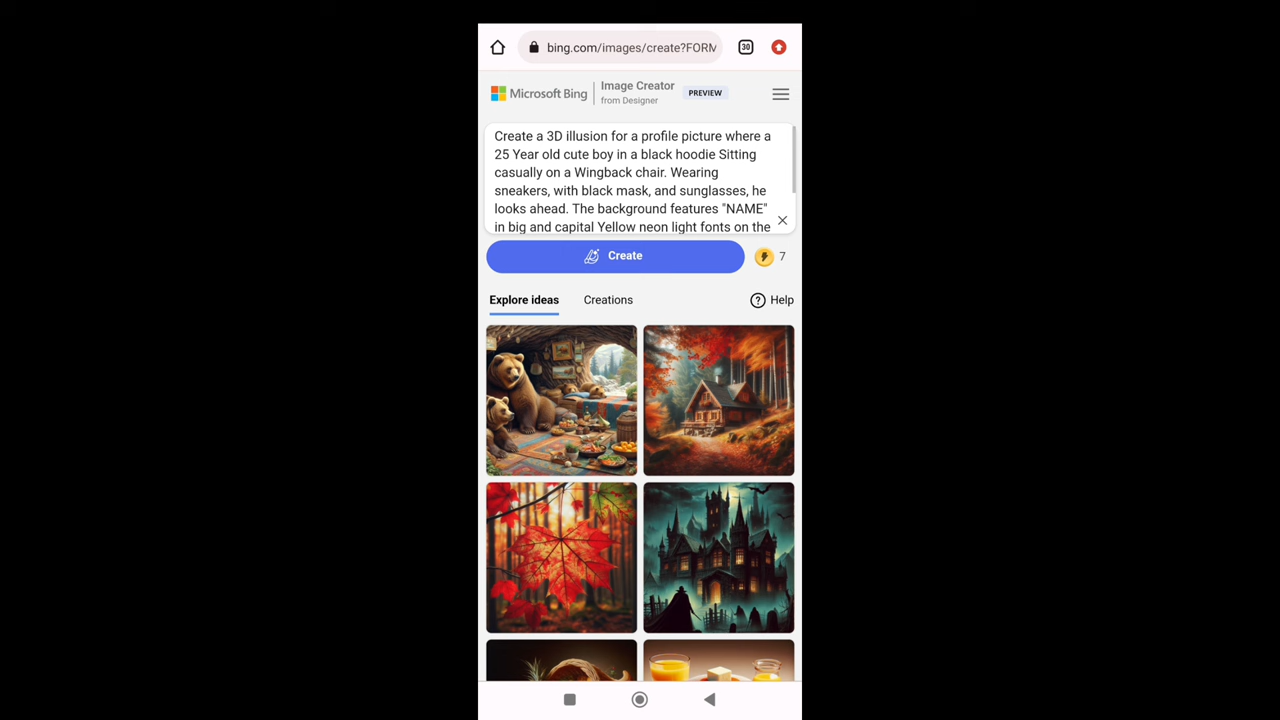 30
bing.com/images/create?FORM
Microsoft Bing
Image Creator
from Designer
PREVIEW
Create a 3D illusion for a profile picture where a
25 Year old cute boy in a black hoodie Sitting
casually on a Wingback chair. Wearing
sneakers, with black mask, and sunglasses, he
looks ahead. The background features "NAME"
in big and capital Yellow neon light fonts on the
Create
7
Explore ideas
Creations
Help